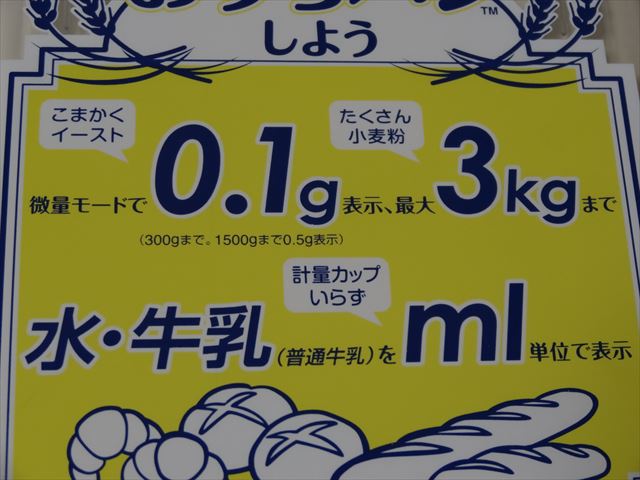 しよう
™
こまかく
イースト
たくさん
小麦粉
微量モードで0.1g表示、最大3kgまで
(300gまで。1500gまで0.5g表示)
計量カップ
いらず
水・牛乳(普通牛乳)をml単位で表示